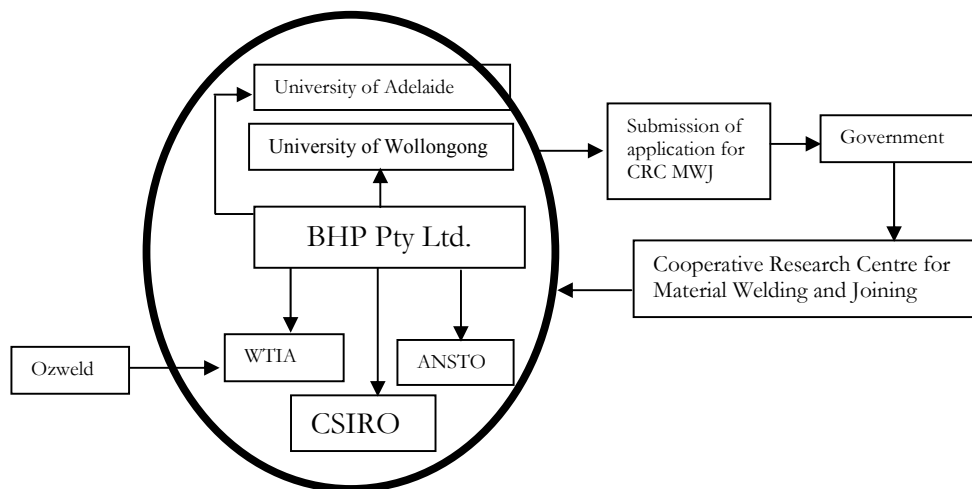 University of Adelaide
University of Wollongong
BHP Pty Ltd.
WTIA
ANSTO
CSIRO
Ozweld
Submission of
application for
CRC MWJ
Government
Cooperative Research Centre for
Material Welding and Joining